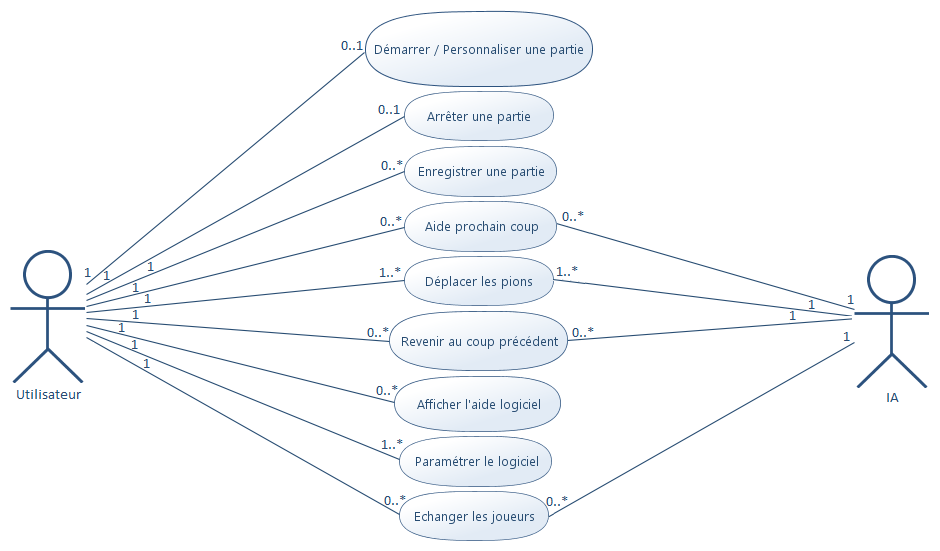 0..1
Démarrer / Personnaliser une partie
0..1
Arrêter une partie
0..*
Enregistrer une partie
0..*
Aide prochain coup
0..*
1..*
Déplacer les pions
1..*
0..*
Revenir au coup précédent
0..*
0..*
Afficher l'aide logiciel
1..*
Paramétrer le logiciel
0..*
Echanger les joueurs
0..*
1
1
1
1
1
1
1
1
1
Utilisateur
1
1
1
1
IA